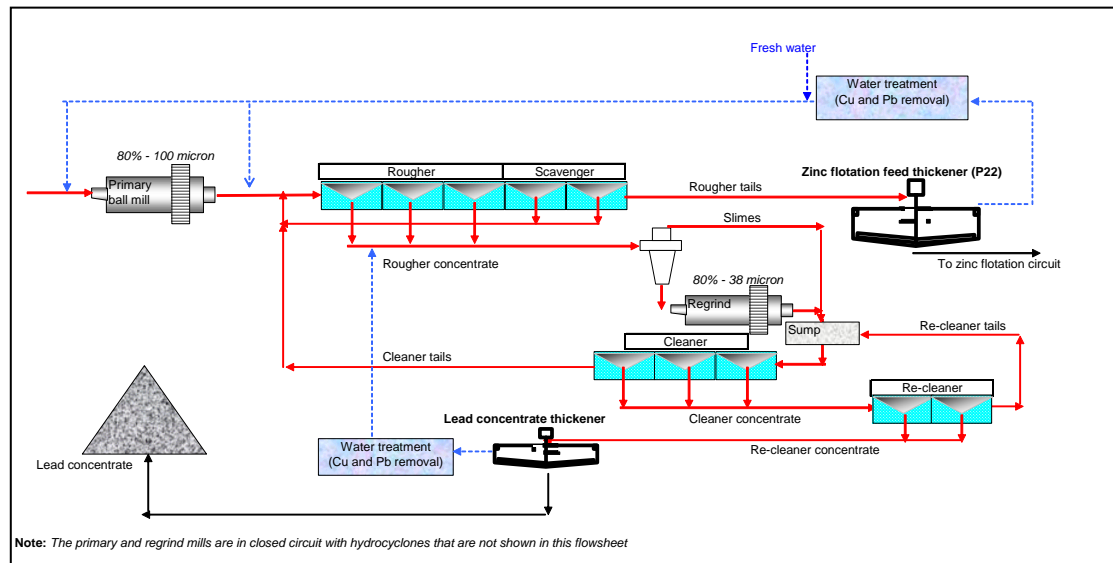 Fresh water
Water treatment
(Cu and Pb removal)
80% - 100 micron
Primary
ball mill
Rougher
Scavenger
Rougher tails
Zinc flotation feed thickener (P22)
Slimes
To zinc flotation circuit
Rougher concentrate
80% - 38 micron
Regrind
Sump
Re-cleaner tails
Cleaner
Cleaner tails
Re-cleaner
Cleaner concentrate
Lead concentrate thickener
Water treatment
(Cu and Pb removal)
Re-cleaner concentrate
Lead concentrate
Note: The primary and regrind mills are in closed circuit with hydrocyclones that are not shown in this flowsheet